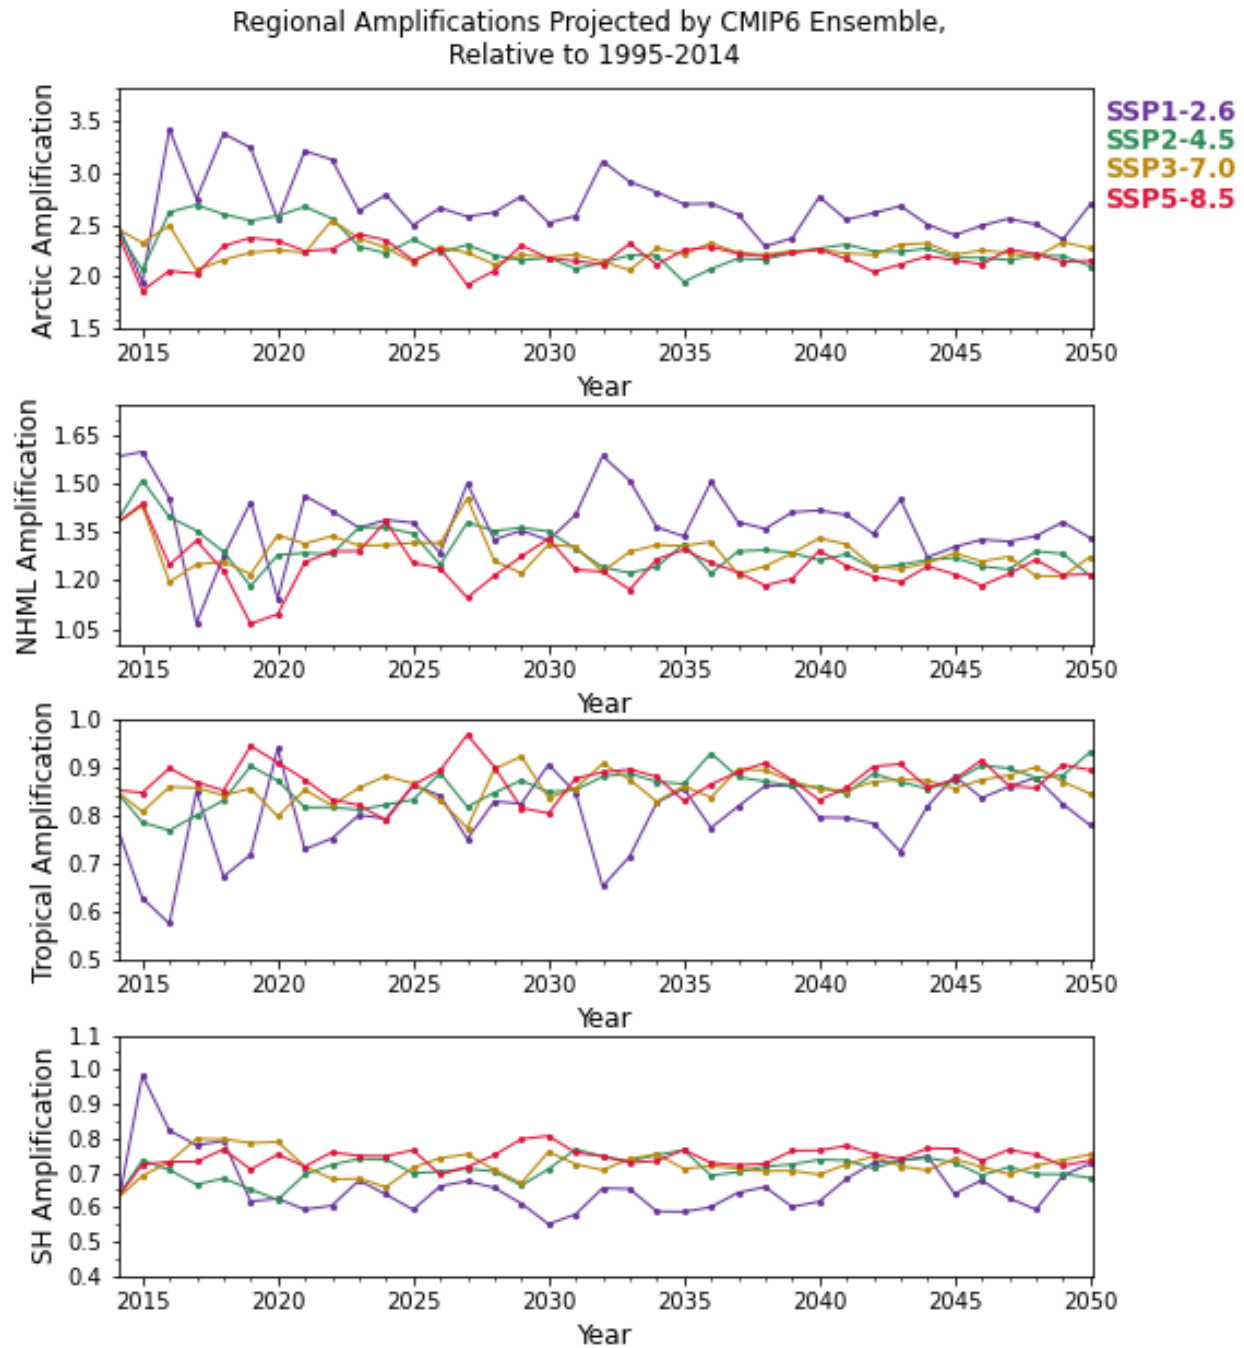 Regional Amplifications Projected by CMIP6 Ensemble,
Relative to 1995-2014
SSP1-2.6
SSP2-4.5
SSP3-7.0
SSP5-8.5
Arctic Amplification
3.5
3.0
2.5
2.0
1.5
2015 2020 2025 2030 2035 2040 2045 2050
Year
NHML Amplification
1.65
1.50
1.35
1.20
1.05
2015 2020 2025 2030 2035 2040 2045 2050
Year
Tropical Amplification
1.0
0.9
0.8
0.7
0.6
0.5
2015 2020 2025 2030 2035 2040 2045 2050
Year
SH Amplification
1.1
1.0
0.9
0.8
0.7
0.6
0.5
0.4
2015 2020 2025 2030 2035 2040 2045 2050
Year